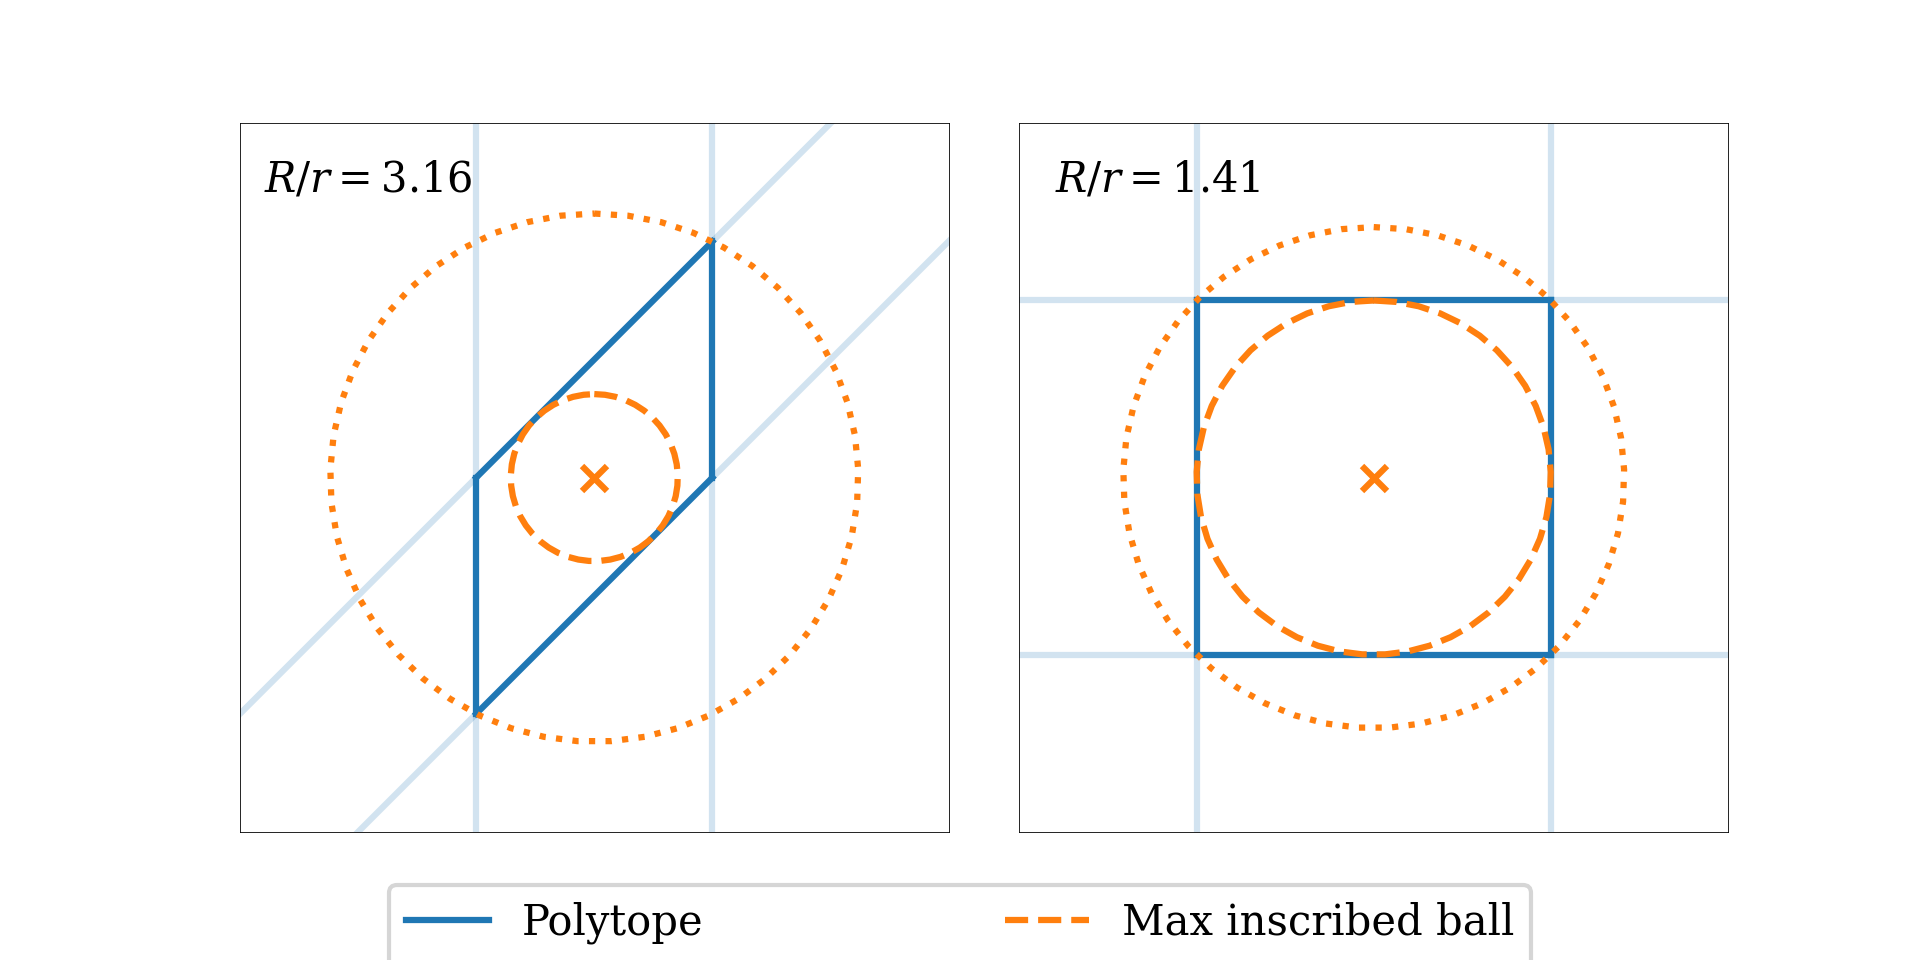 R/r = 3.16
R/r = 1.41
Polytope
Max inscribed ball